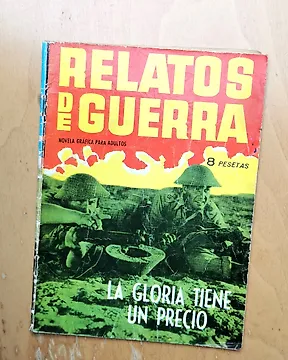 RELATOS
DE GUERRA
NOVELA GRÁFICA PARA ADULTOS
8 PESETAS
LA GLORIA TIENE
UN PRECIO